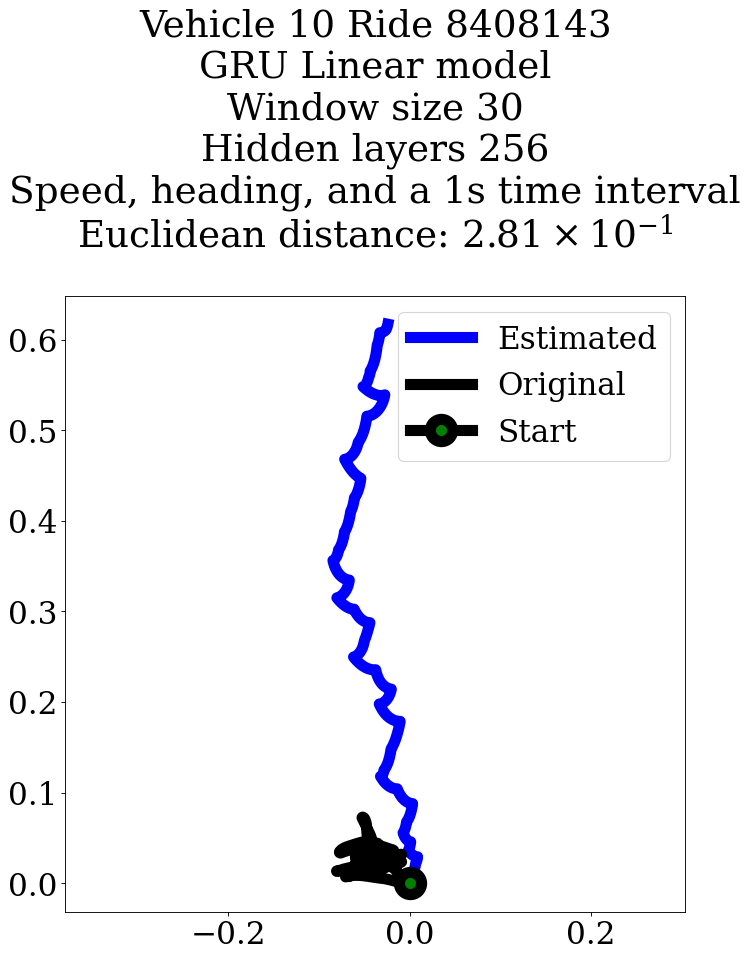 Vehicle 10 Ride 8408143
GRU Linear model
Window size 30
Hidden layers 256
Speed, heading, and a 1s time interval
Euclidean distance: 2.81 × 10⁻¹
Estimated
Original
Start
0.6
0.5
0.4
0.3
0.2
0.1
0.0
−0.2
0.0
0.2